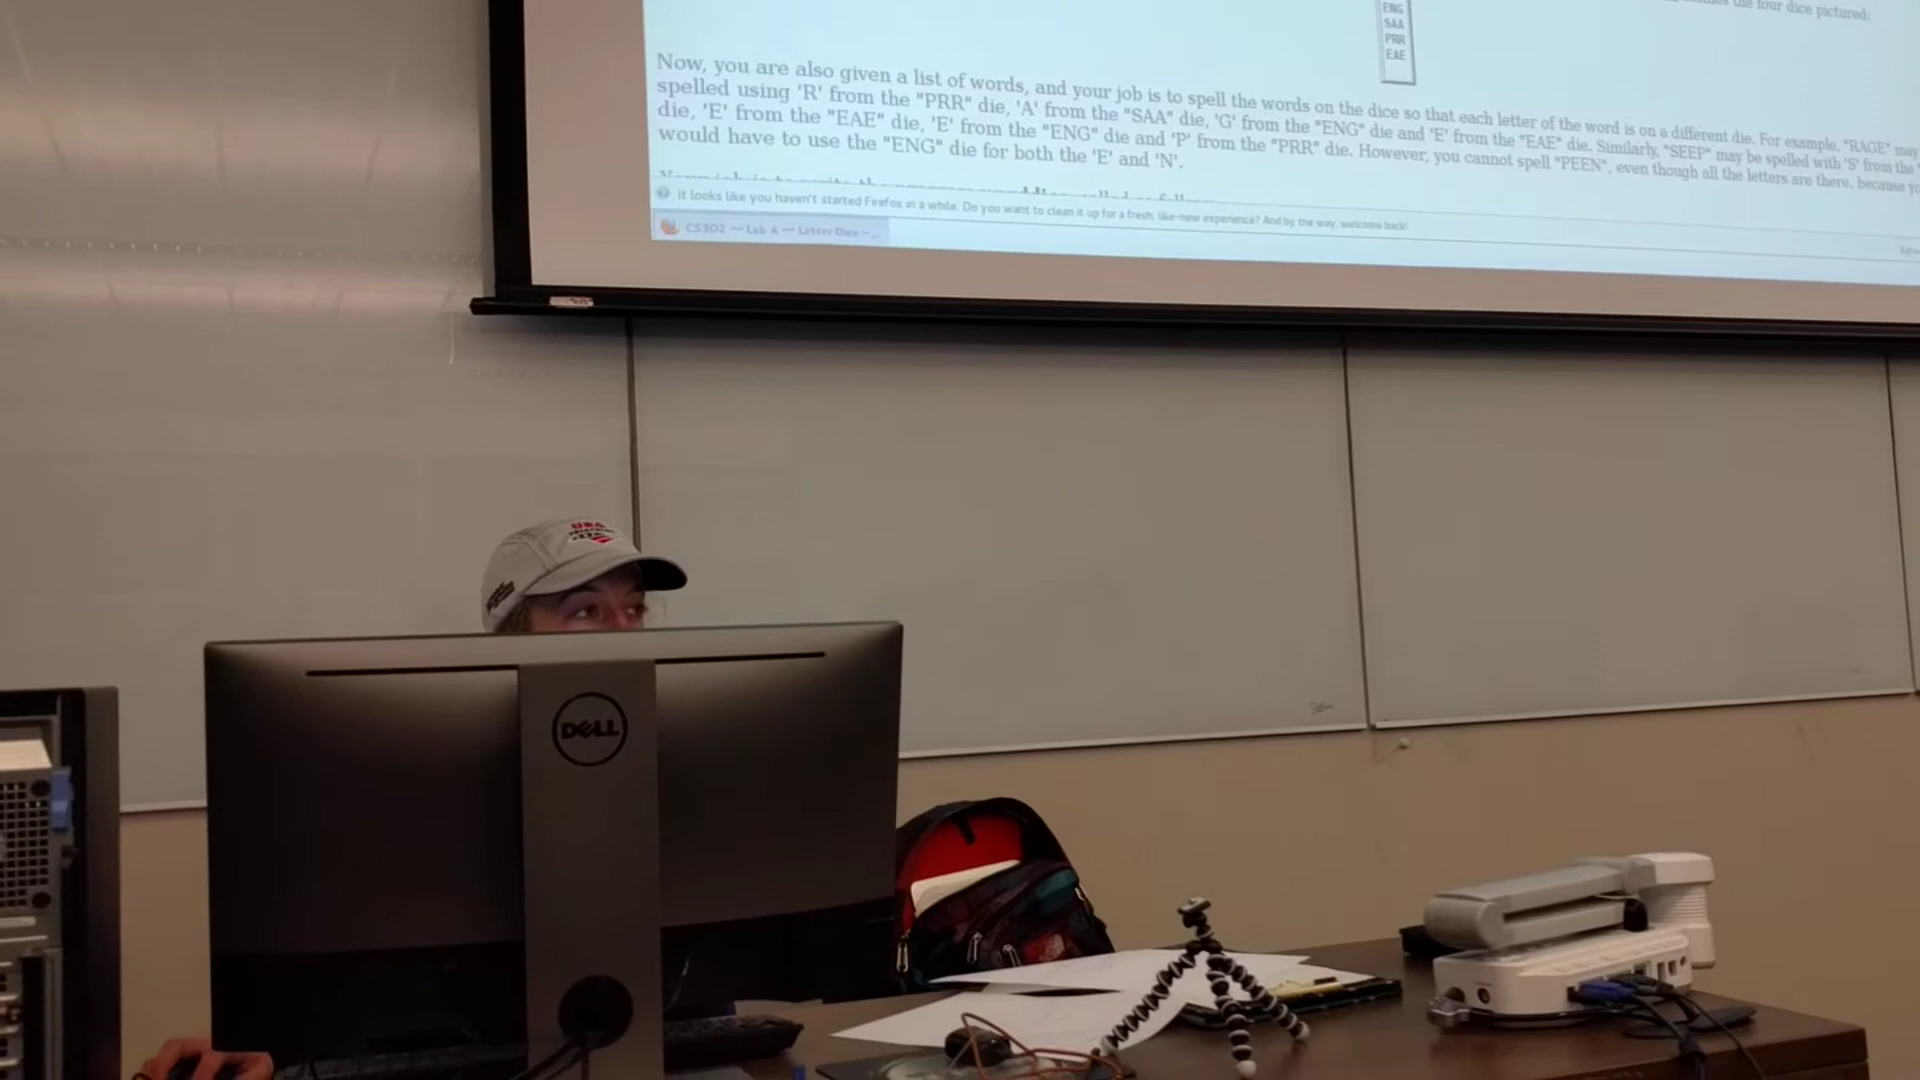 the four dice pictured:
ENG
SAA
PRR
EAE
Now, you are also given a list of words, and your job is to spell the words on the dice so that each letter of the word is on a different die. For example, "RAGE" may
spelled using 'R' from the "PRR" die, 'A' from the "SAA" die, 'G' from the "ENG" die and 'E' from the "EAE" die. Similarly, "SEEP" may be spelled with 'S' from the
die, 'E' from the "EAE" die, 'E' from the "ENG" die and 'P' from the "PRR" die. However, you cannot spell "PEEN", even though all the letters are there, because yo
would have to use the "ENG" die for both the 'E' and 'N'.
It looks like you haven't started Firefox in a while. Do you want to clean it up for a fresh, like-new experience? And by the way, welcome back!
CS302 -- Lab A -- Letter Dice - ...
USA
DELL